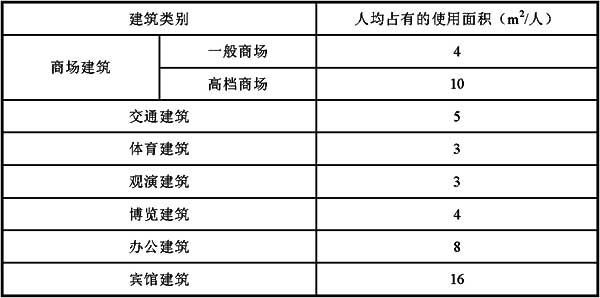 建筑类别 人均占有的使用面积（m²/人）
商场建筑 一般商场 4
高档商场 10
交通建筑 5
体育建筑 3
观演建筑 3
博览建筑 4
办公建筑 8
宾馆建筑 16